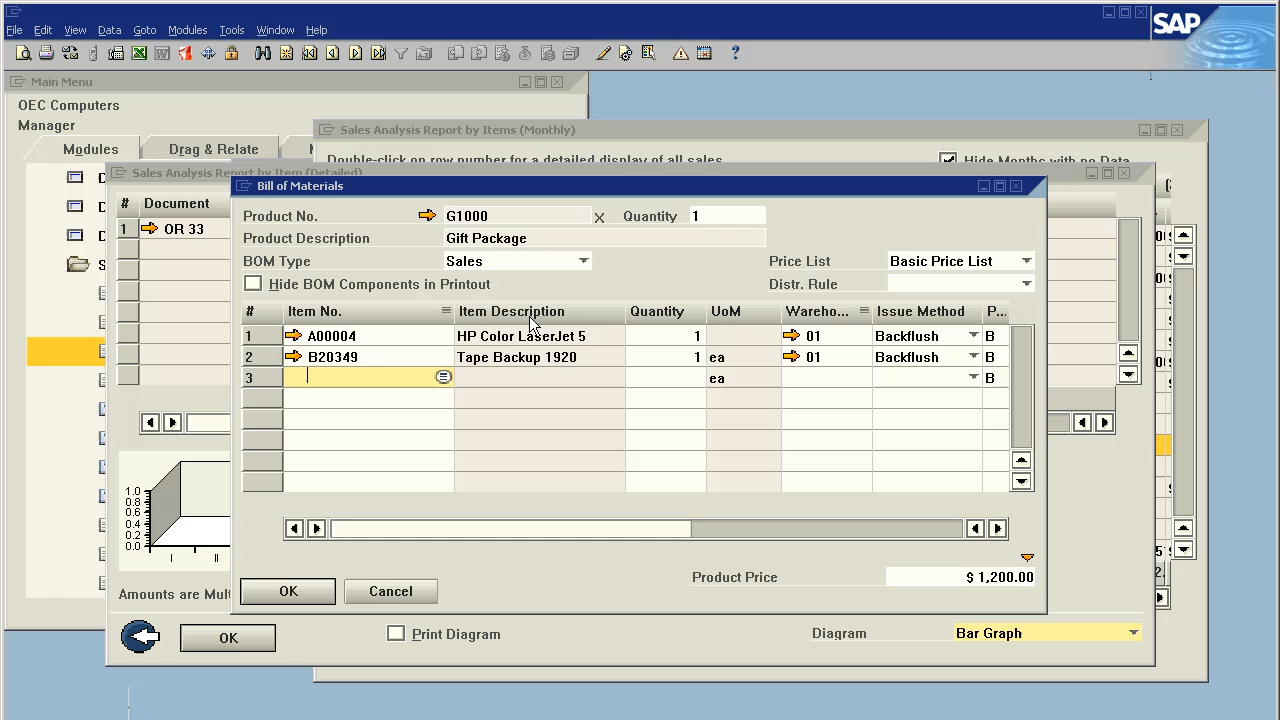 File Edit View Data Goto Modules Tools Window Help
SAP
Main Menu
OEC Computers
Manager
Modules
Drag & Relate
Sales Analysis Report by Items (Monthly)
Double-click on row number for a detailed display of all sales
Hide Months with no Data
Sales Analysis Report by Item (Detailed)
# Document
1 OR 33
Bill of Materials
Product No. G1000 x Quantity 1
Product Description Gift Package
BOM Type Sales Price List Basic Price List
Hide BOM Components in Printout Distr. Rule
# Item No. Item Description Quantity UoM Wareho... Issue Method P...
1 A00004 HP Color LaserJet 5 1 01 Backflush B
2 B20349 Tape Backup 1920 1 ea 01 Backflush B
3 ea B
1.0
0.8
0.6
0.4
0.2
0.0
I II
Product Price $ 1,200.00
OK Cancel
Amounts are Mult
OK Print Diagram Diagram Bar Graph